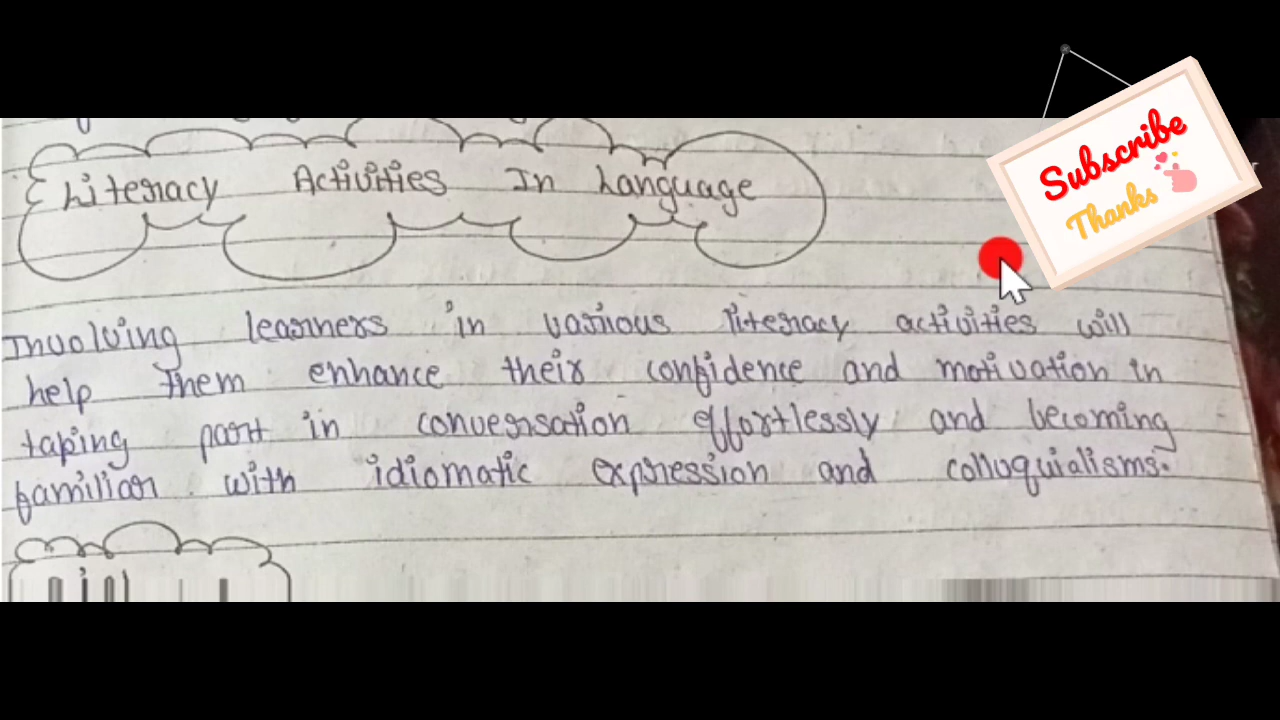 Literacy Activities In Language
Involving learners in various literacy activities will
help them enhance their confidence and motivation in
taking part in conversation effortlessly and becoming
familiar with idiomatic expression and colloquialisms.
Subscribe
Thanks